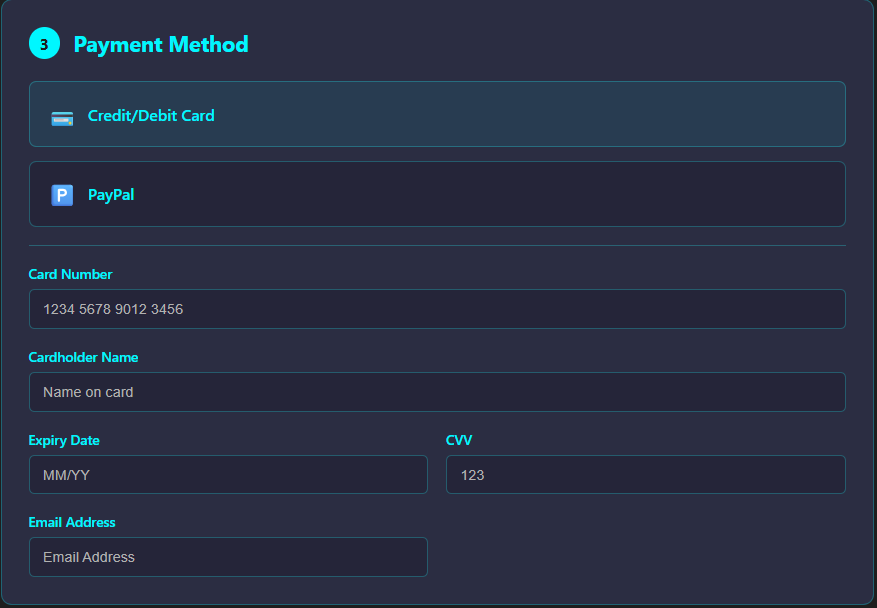 3 Payment Method
Credit/Debit Card
P PayPal
Card Number
1234 5678 9012 3456
Cardholder Name
Name on card
Expiry Date CVV
MM/YY 123
Email Address
Email Address